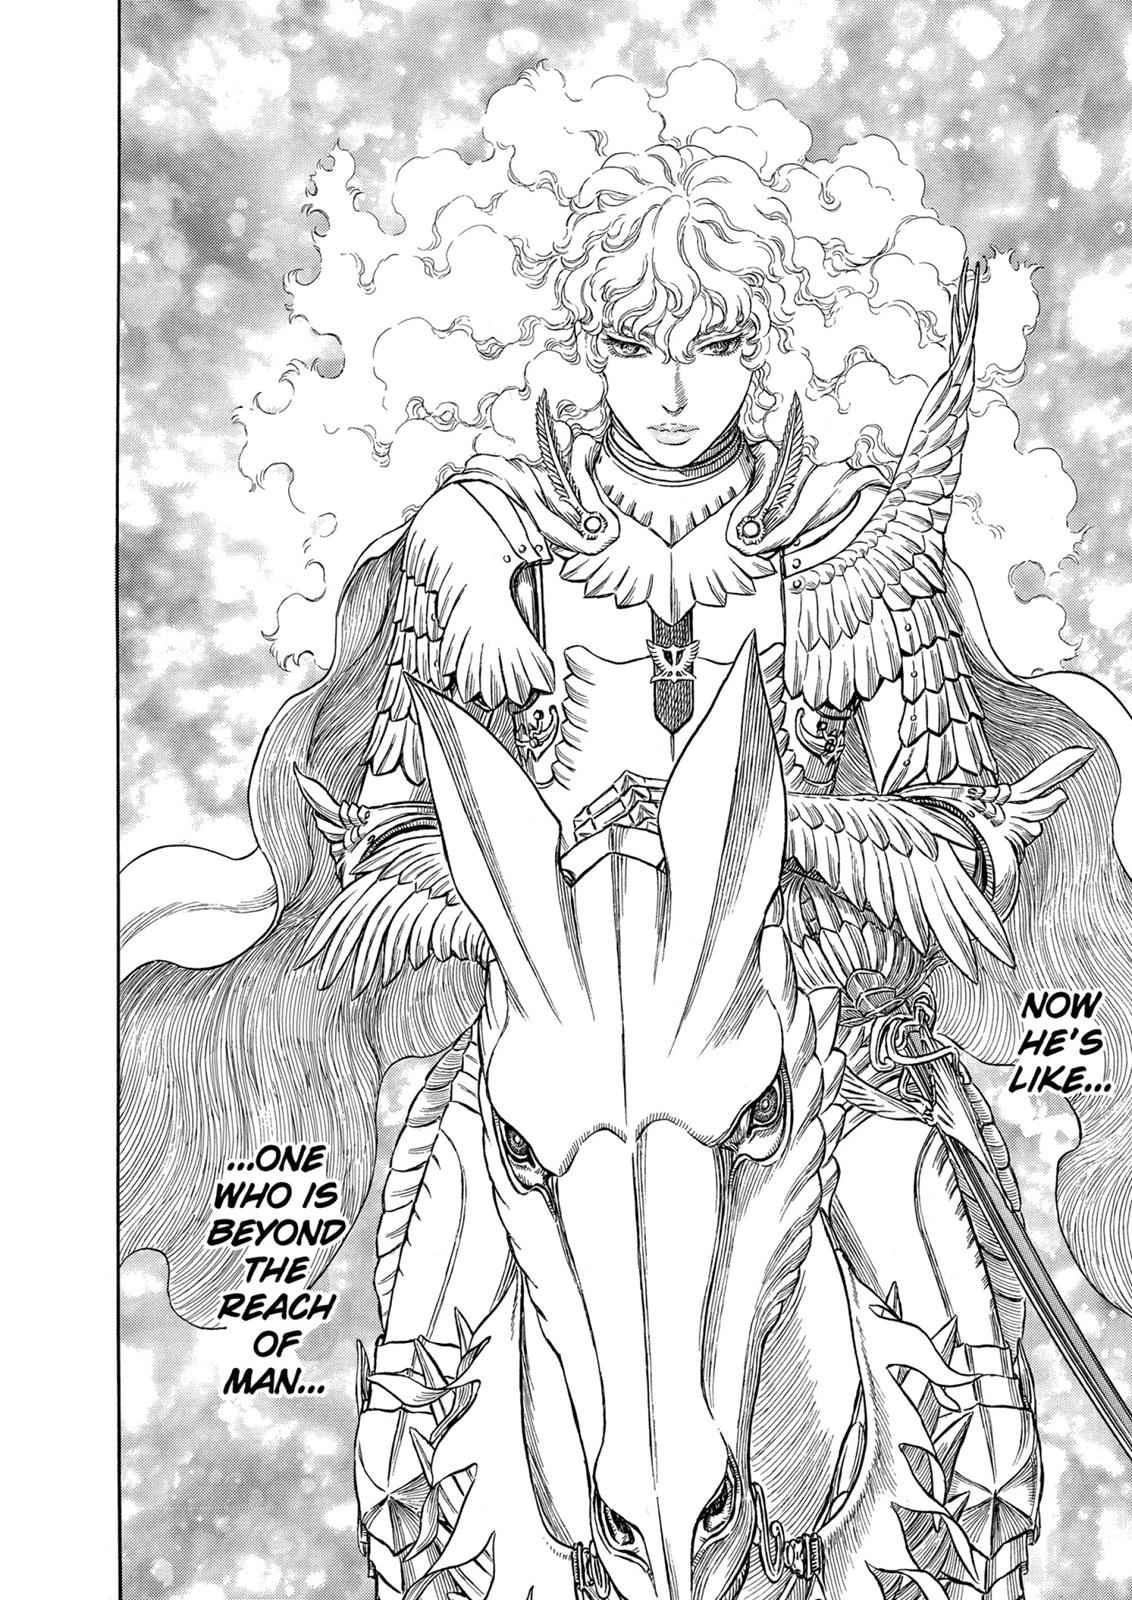 NOW
HE'S
LIKE...
...ONE
WHO IS
BEYOND
THE
REACH
OF
MAN...